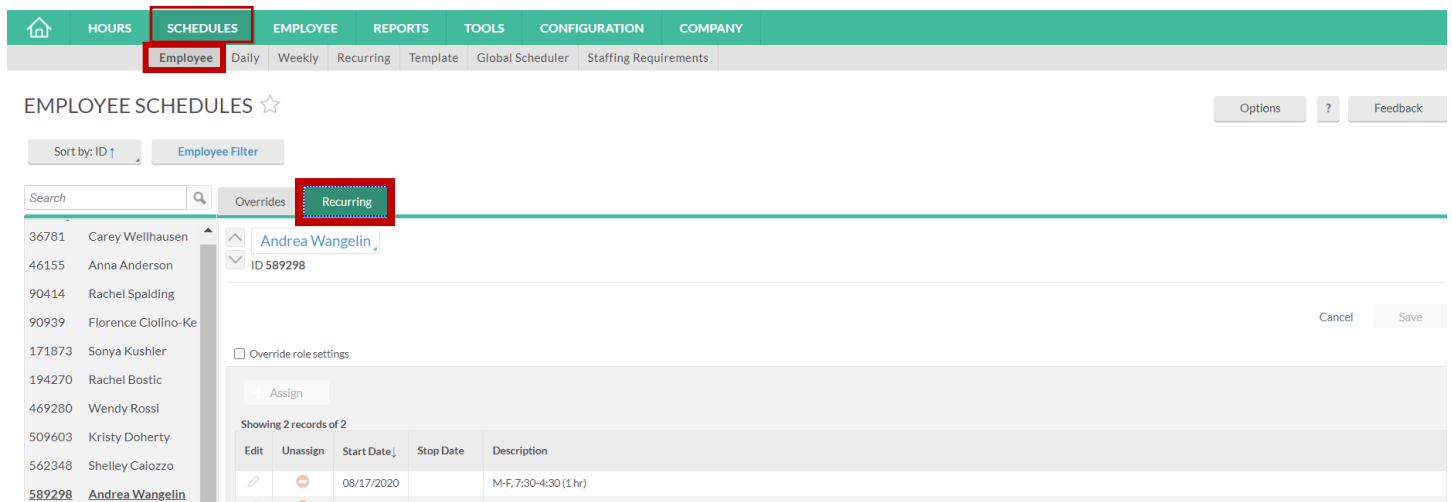 HOURS SCHEDULES EMPLOYEE REPORTS TOOLS CONFIGURATION COMPANY
Employee Daily Weekly Recurring Template Global Scheduler Staffing Requirements
EMPLOYEE SCHEDULES
Options ? Feedback
Sort by: ID ↑ Employee Filter
Search
Overrides Recurring
36781 Carey Wellhausen
46155 Anna Anderson
90414 Rachel Spalding
90939 Florence Ciolino-Ke
171873 Sonya Kushler
194270 Rachel Bostic
469280 Wendy Rossi
509603 Kristy Doherty
562348 Shelley Caiozzo
589298 Andrea Wangelin
Andrea Wangelin
ID 589298
Cancel Save
Override role settings
+ Assign
Showing 2 records of 2
Edit Unassign Start Date↓ Stop Date Description
08/17/2020 M-F, 7:30-4:30 (1 hr)